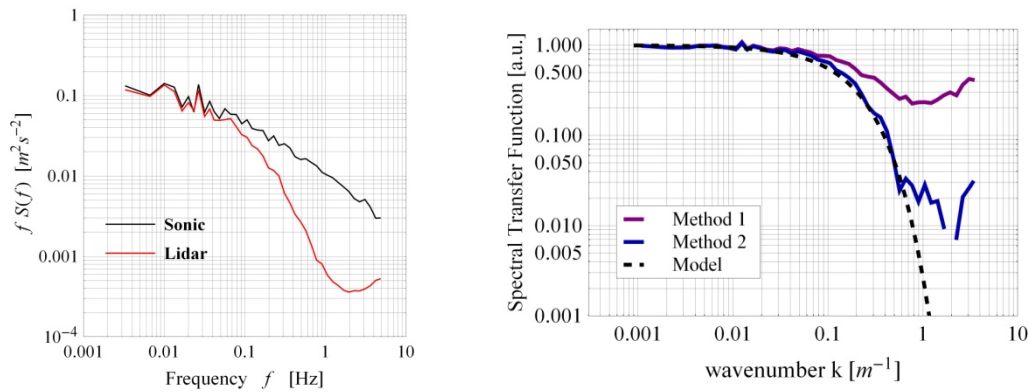 1
0.1
0.01
0.001
10⁻⁴
f S(f) [m²s⁻²]
Sonic
Lidar
0.001
0.01
0.1
1
10
Frequency f [Hz]
1.000
0.500
0.100
0.050
0.010
0.005
0.001
Spectral Transfer Function [a.u.]
Method 1
Method 2
Model
0.001
0.01
0.1
1
10
wavenumber k [m⁻¹]